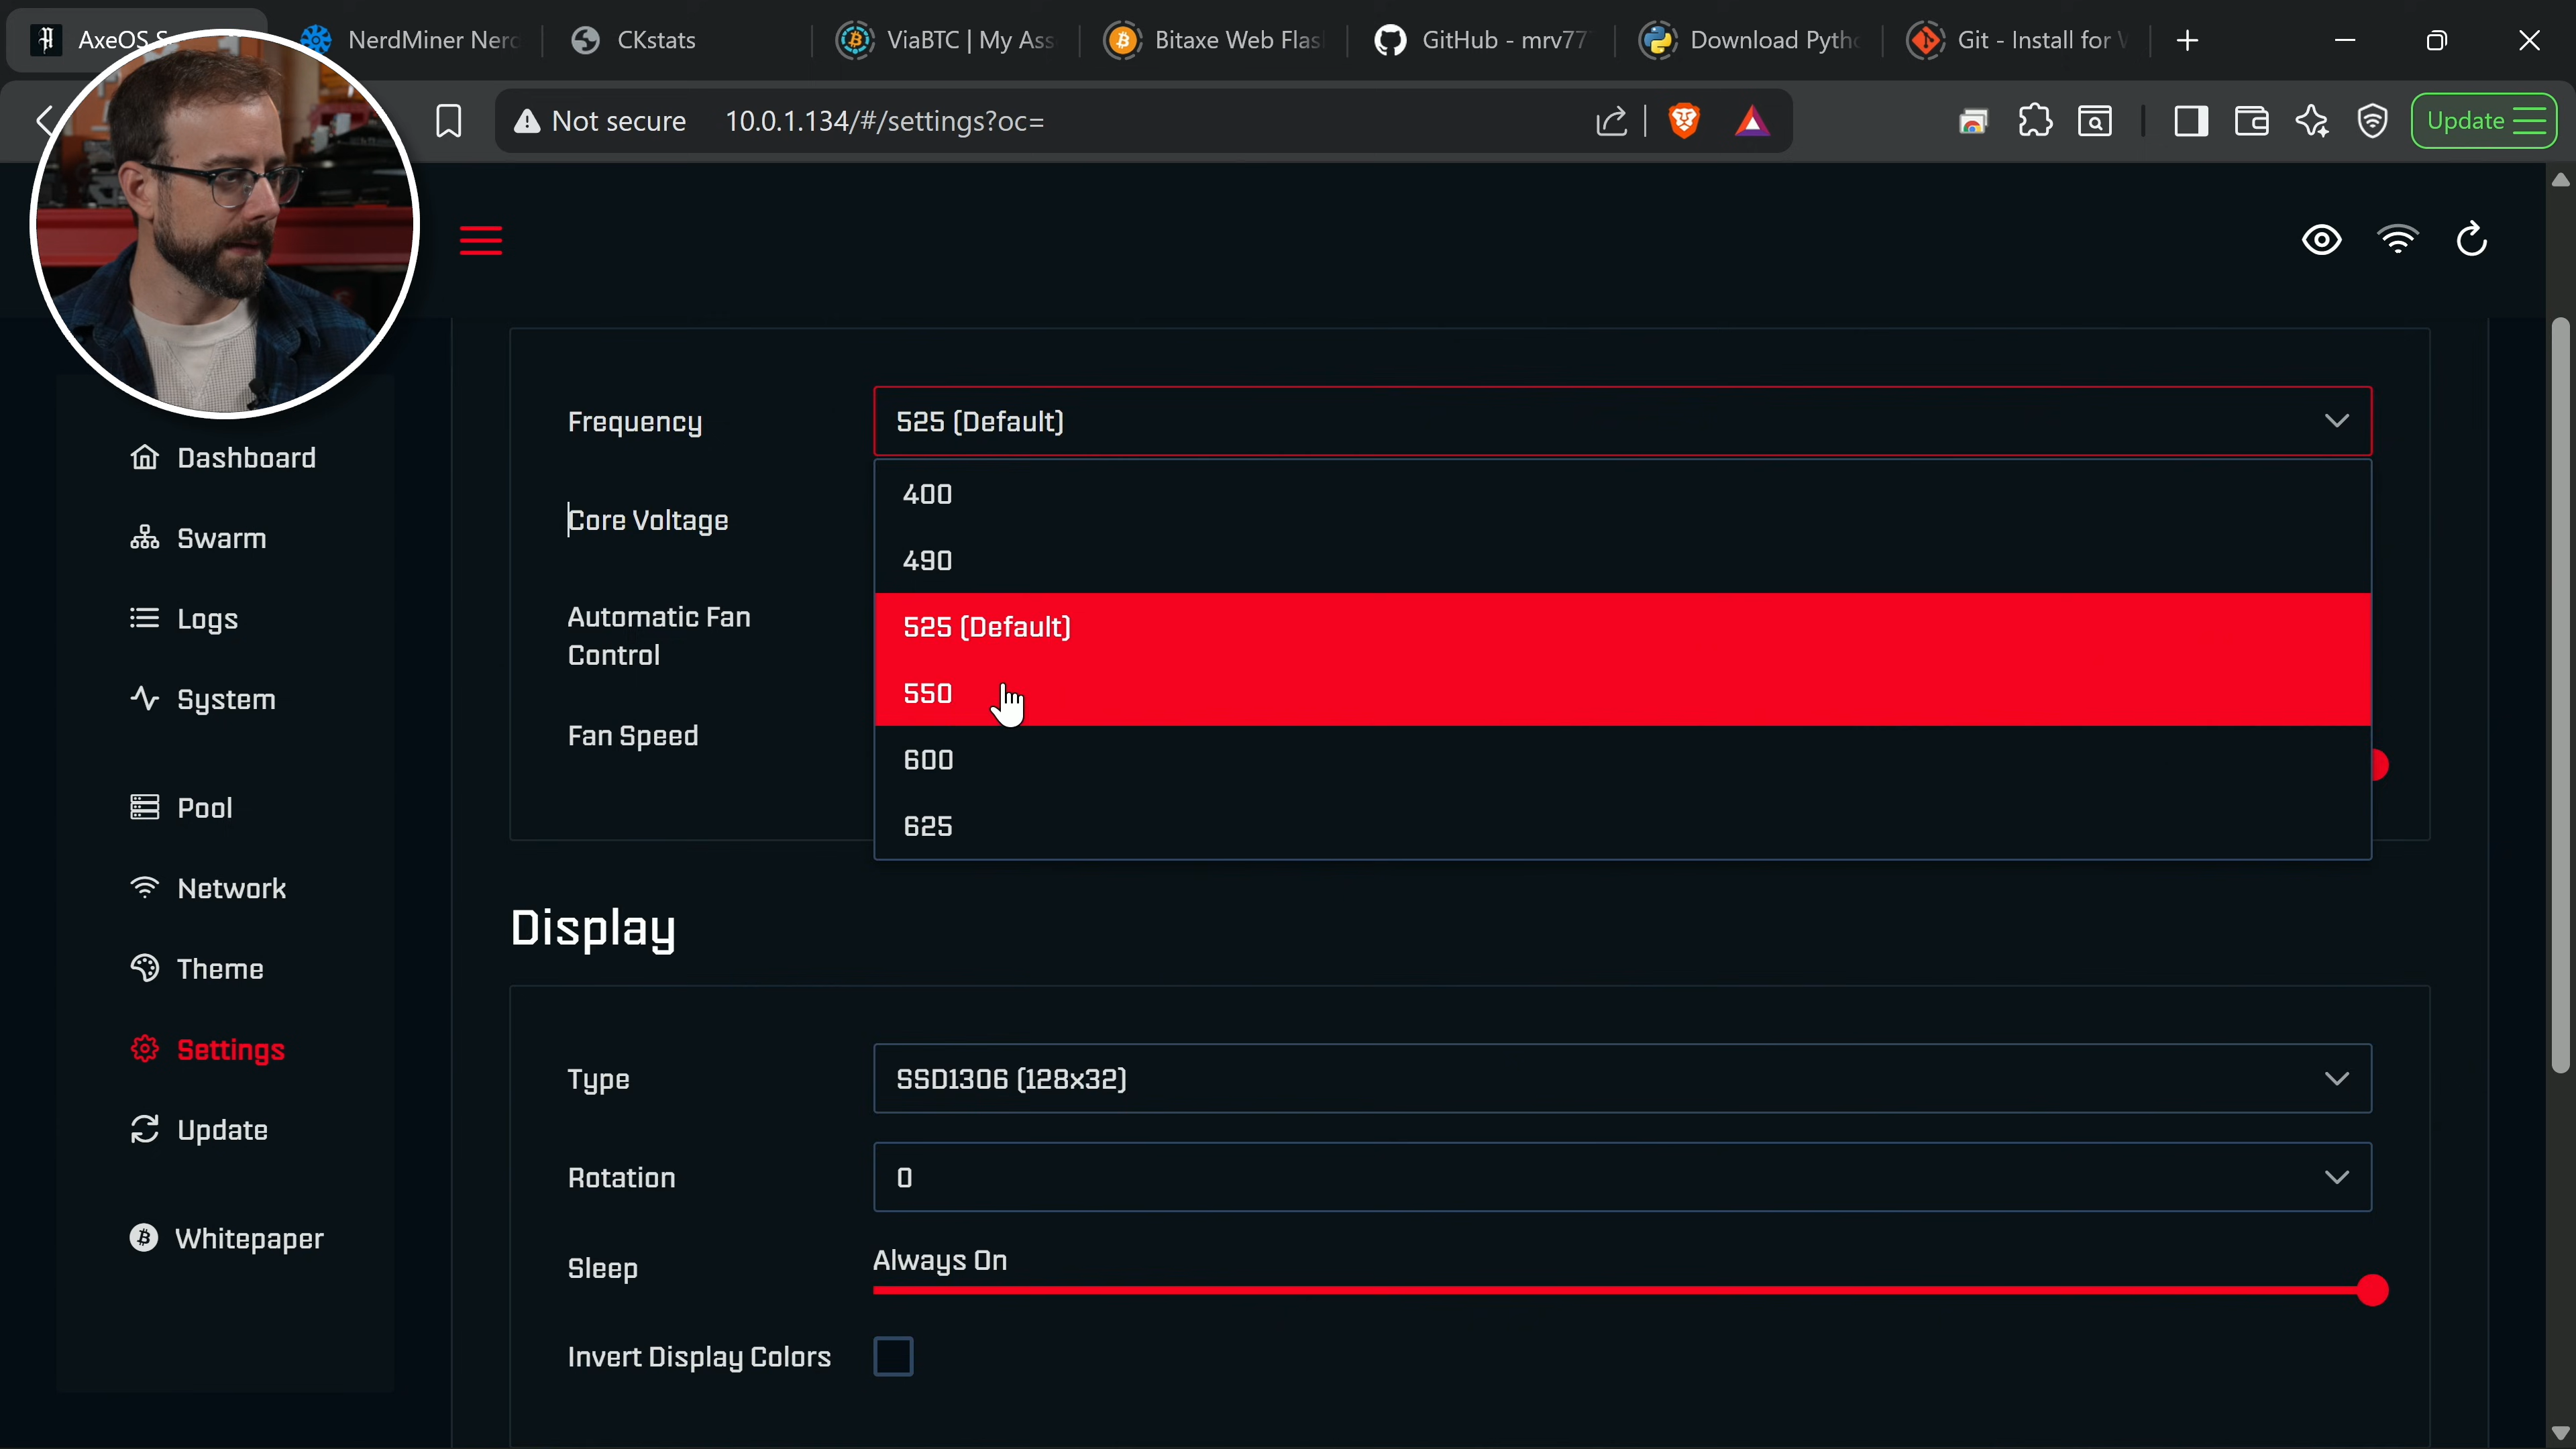 AxeOS S
NerdMiner Nerd
CKstats
ViaBTC | My Ass
Bitaxe Web Flas
GitHub - mrv77
Download Pytho
Git - Install for W
Not secure
10.0.1.134/#/settings?oc=
Update
Dashboard
Swarm
Logs
System
Pool
Network
Theme
Settings
Update
Whitepaper
Frequency
525 (Default)
400
490
525 (Default)
550
600
625
Core Voltage
Automatic Fan
Control
Fan Speed
Display
Type
SSD1306 (128x32)
Rotation
0
Sleep
Always On
Invert Display Colors